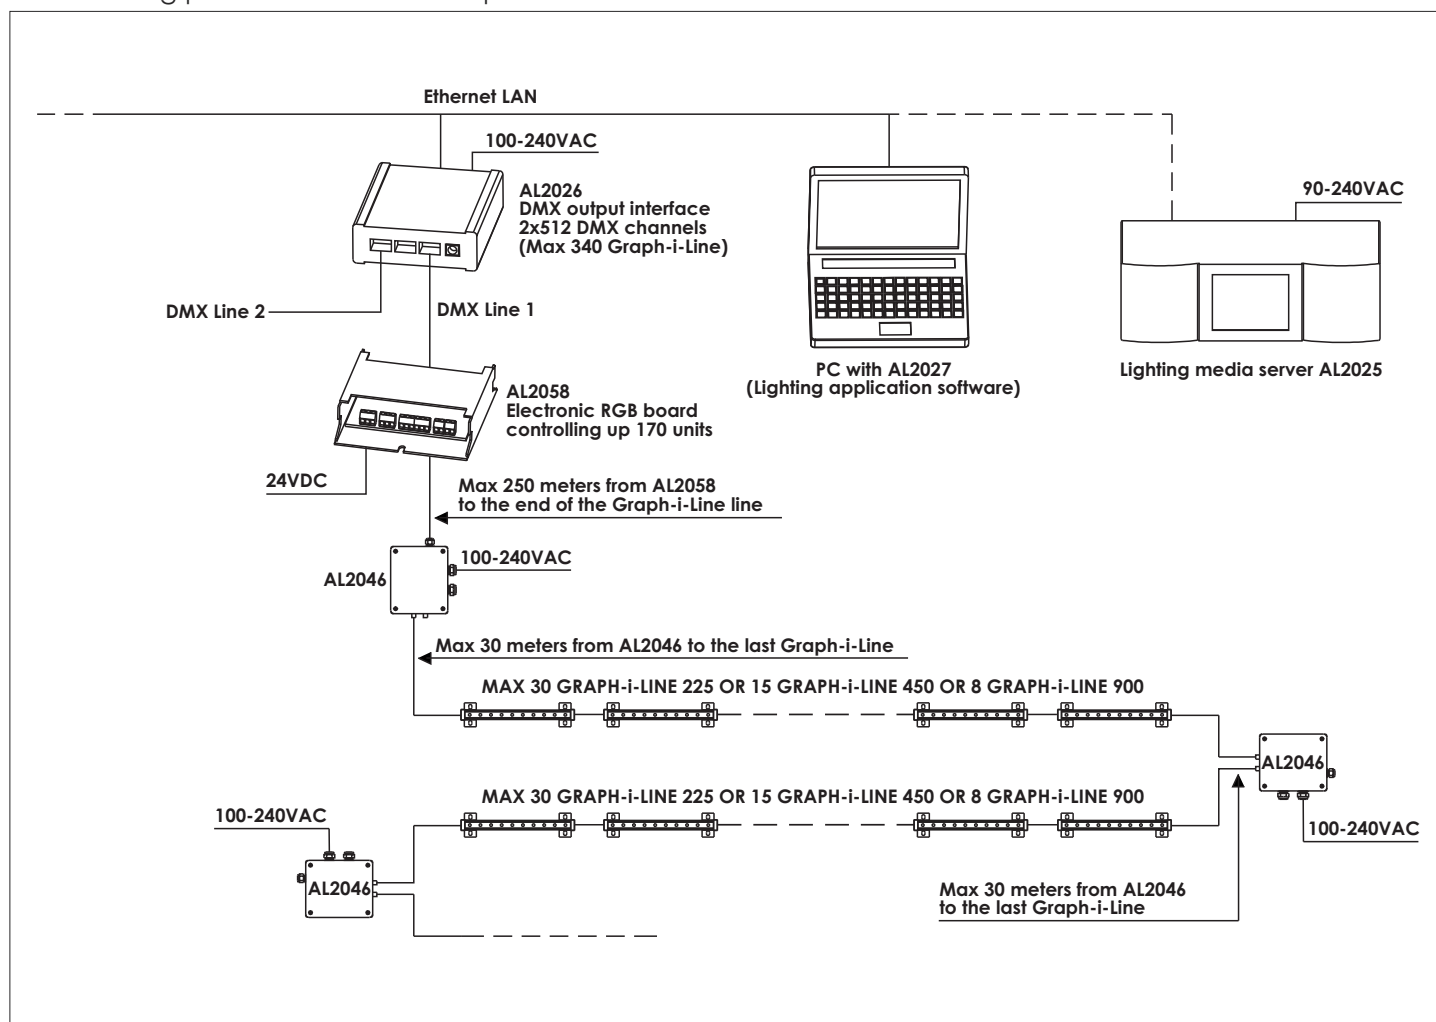 Ethernet LAN
100-240VAC
AL2026
DMX output interface
2x512 DMX channels
(Max 340 Graph-i-Line)
90-240VAC
DMX Line 2
DMX Line 1
PC with AL2027
(Lighting application software)
Lighting media server AL2025
AL2058
Electronic RGB board
controlling up 170 units
24VDC
Max 250 meters from AL2058
to the end of the Graph-i-Line line
100-240VAC
AL2046
Max 30 meters from AL2046 to the last Graph-i-Line
MAX 30 GRAPH-i-LINE 225 OR 15 GRAPH-i-LINE 450 OR 8 GRAPH-i-LINE 900
AL2046
MAX 30 GRAPH-i-LINE 225 OR 15 GRAPH-i-LINE 450 OR 8 GRAPH-i-LINE 900
100-240VAC
100-240VAC
AL2046
Max 30 meters from AL2046
to the last Graph-i-Line